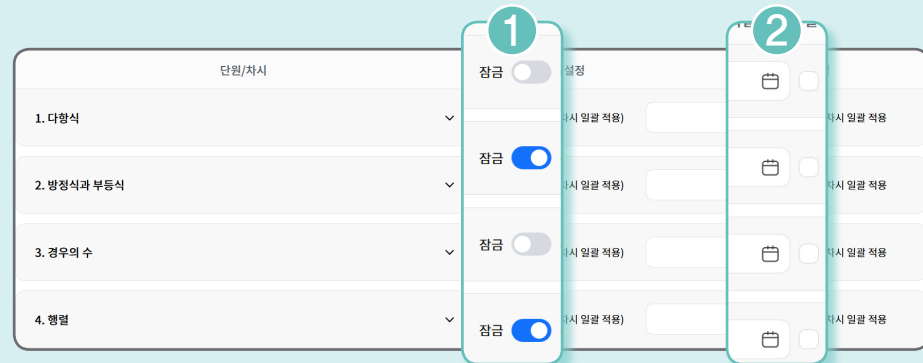 1
2
단원/차시
설정
잠금
1. 다항식
차시 일괄 적용)
차시 일괄 적용
잠금
2. 방정식과 부등식
차시 일괄 적용)
차시 일괄 적용
잠금
3. 경우의 수
차시 일괄 적용)
차시 일괄 적용
잠금
4. 행렬
차시 일괄 적용)
차시 일괄 적용